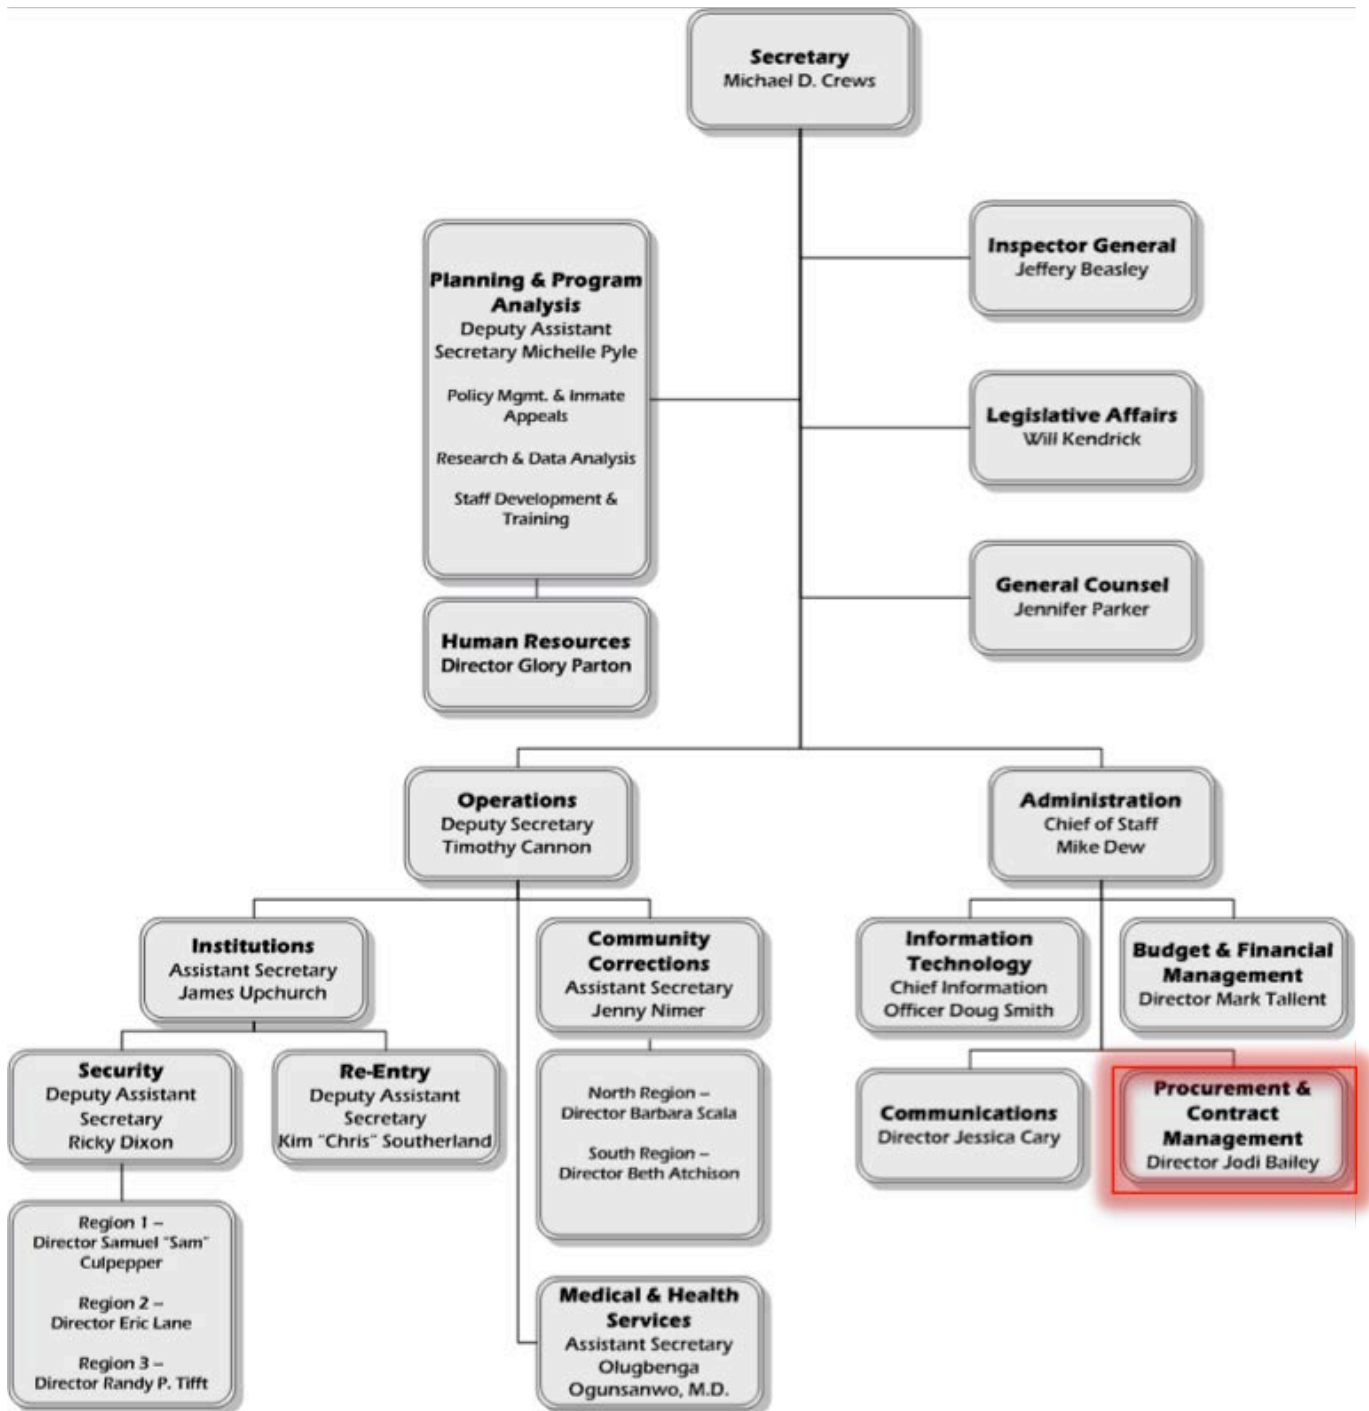 Secretary
Michael D. Crews
Inspector General
Jeffery Beasley
Planning & Program
Analysis
Deputy Assistant
Secretary Michelle Pyle
Policy Mgmt. & Inmate
Appeals
Research & Data Analysis
Staff Development &
Training
Legislative Affairs
Will Kendrick
General Counsel
Jennifer Parker
Human Resources
Director Glory Parton
Operations
Deputy Secretary
Timothy Cannon
Administration
Chief of Staff
Mike Dew
Institutions
Assistant Secretary
James Upchurch
Community
Corrections
Assistant Secretary
Jenny Nimer
Information
Technology
Chief Information
Officer Doug Smith
Budget & Financial
Management
Director Mark Tallent
Security
Deputy Assistant
Secretary
Ricky Dixon
Re-Entry
Deputy Assistant
Secretary
Kim "Chris" Southerland
North Region –
Director Barbara Scala
South Region –
Director Beth Atchison
Communications
Director Jessica Cary
Procurement &
Contract
Management
Director Jodi Bailey
Region 1 –
Director Samuel "Sam"
Culpepper
Region 2 –
Director Eric Lane
Region 3 –
Director Randy P. Tifft
Medical & Health
Services
Assistant Secretary
Olugbenga
Ogunsanwo, M.D.